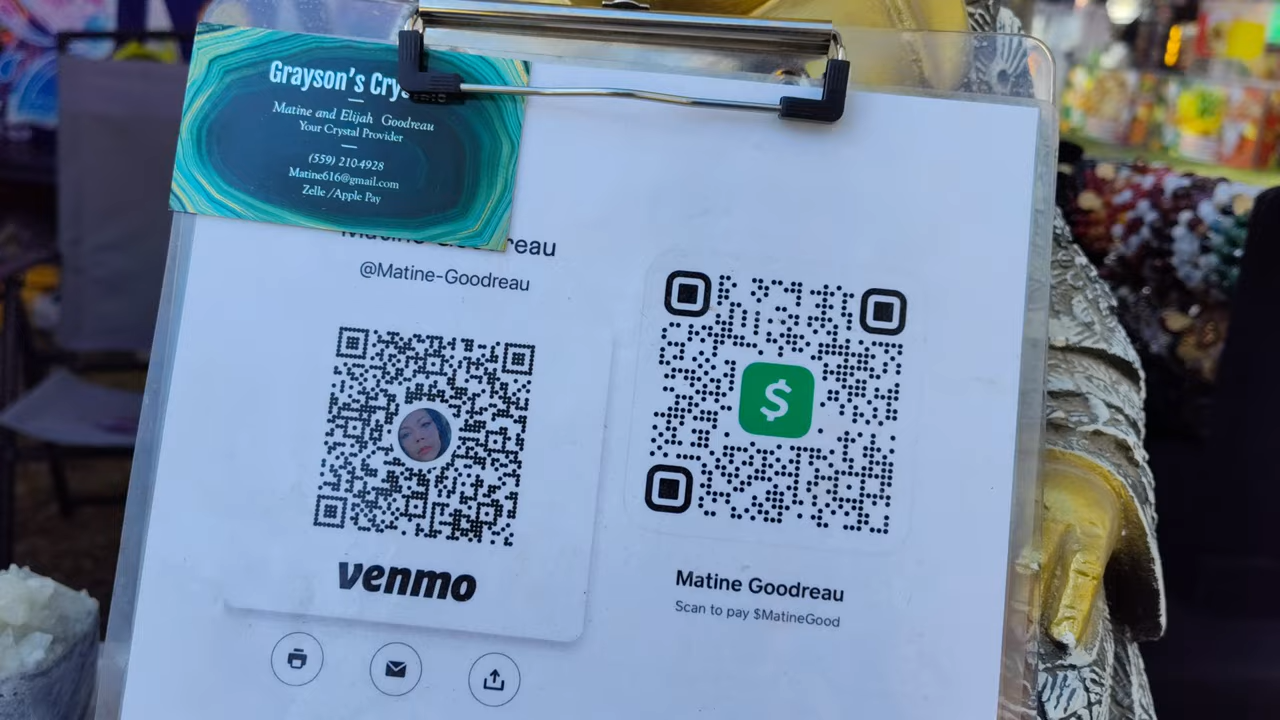 Grayson's
Matine and Elijah Goodreau
Your Crystal Provider
(559) 210-4928
Matine616@gmail.com
Zelle /Apple Pay
@Matine-Goodreau
venmo
$
Matine Goodreau
Scan to pay $MatineGood